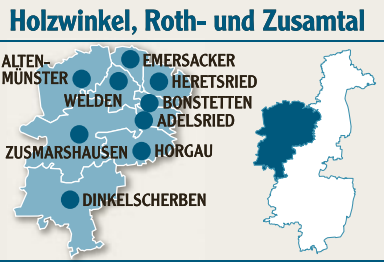 Holzwinkel, Roth- und Zusamtal
ALTEN-
MÜNSTER
EMERSACKER
HERETSRIED
WELDEN
BONSTETTEN
ADELSRIED
ZUSMARSHAUSEN
HORGAU
DINKELSCHERBEN